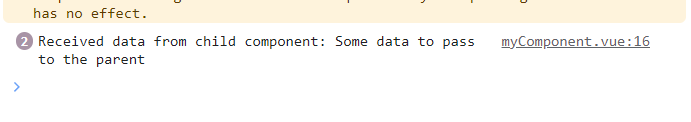 has no effect.
2 Received data from child component: Some data to pass myComponent.vue:16
to the parent